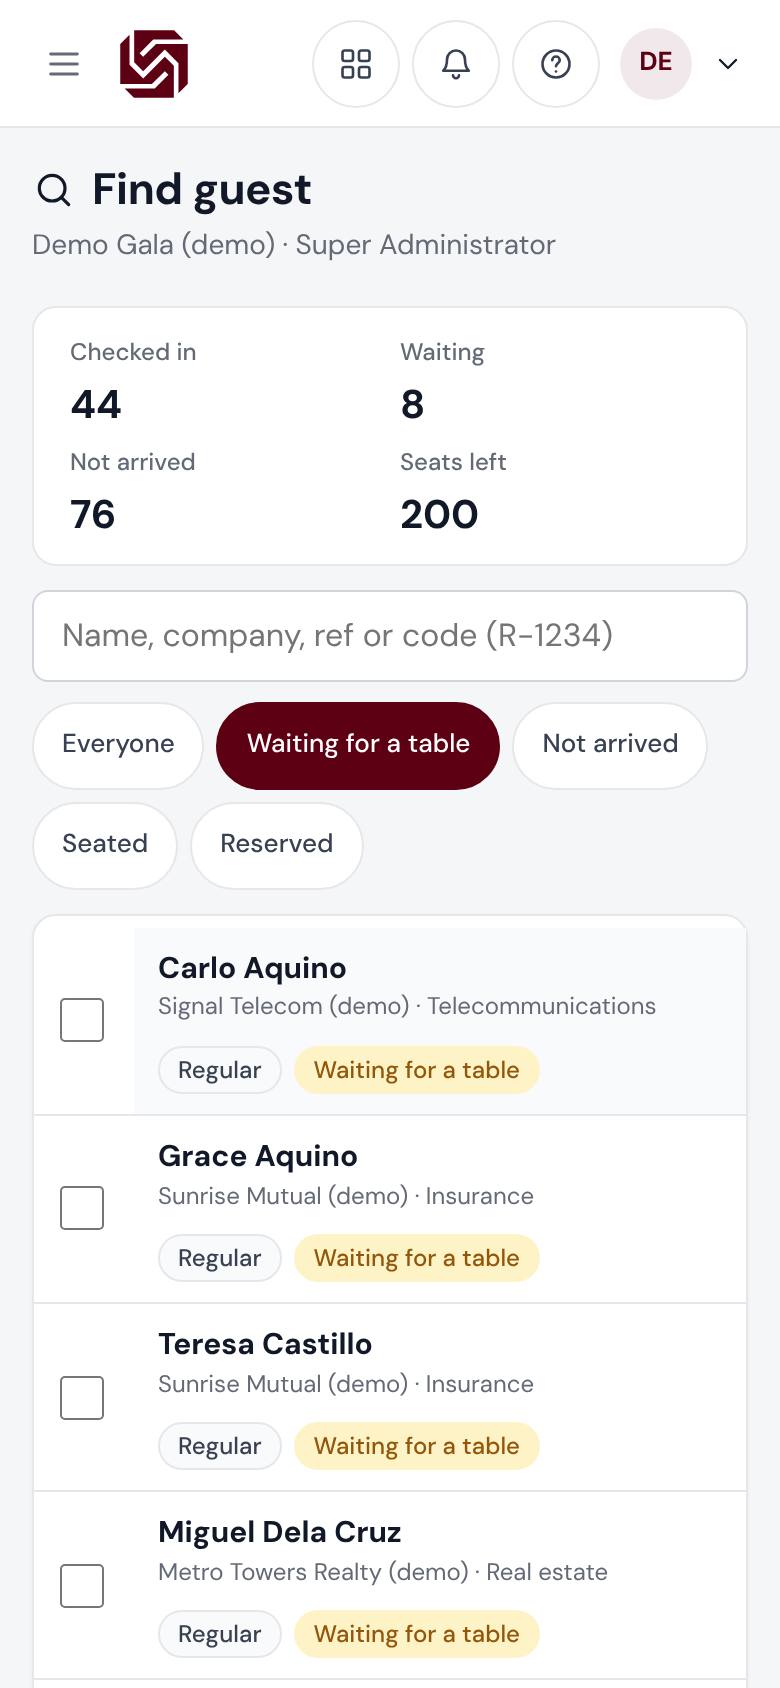 DE
Find guest
Demo Gala (demo) · Super Administrator
Checked in
44
Waiting
8
Not arrived
76
Seats left
200
Name, company, ref or code (R-1234)
Everyone
Waiting for a table
Not arrived
Seated
Reserved
Carlo Aquino
Signal Telecom (demo) · Telecommunications
Regular
Waiting for a table
Grace Aquino
Sunrise Mutual (demo) · Insurance
Regular
Waiting for a table
Teresa Castillo
Sunrise Mutual (demo) · Insurance
Regular
Waiting for a table
Miguel Dela Cruz
Metro Towers Realty (demo) · Real estate
Regular
Waiting for a table